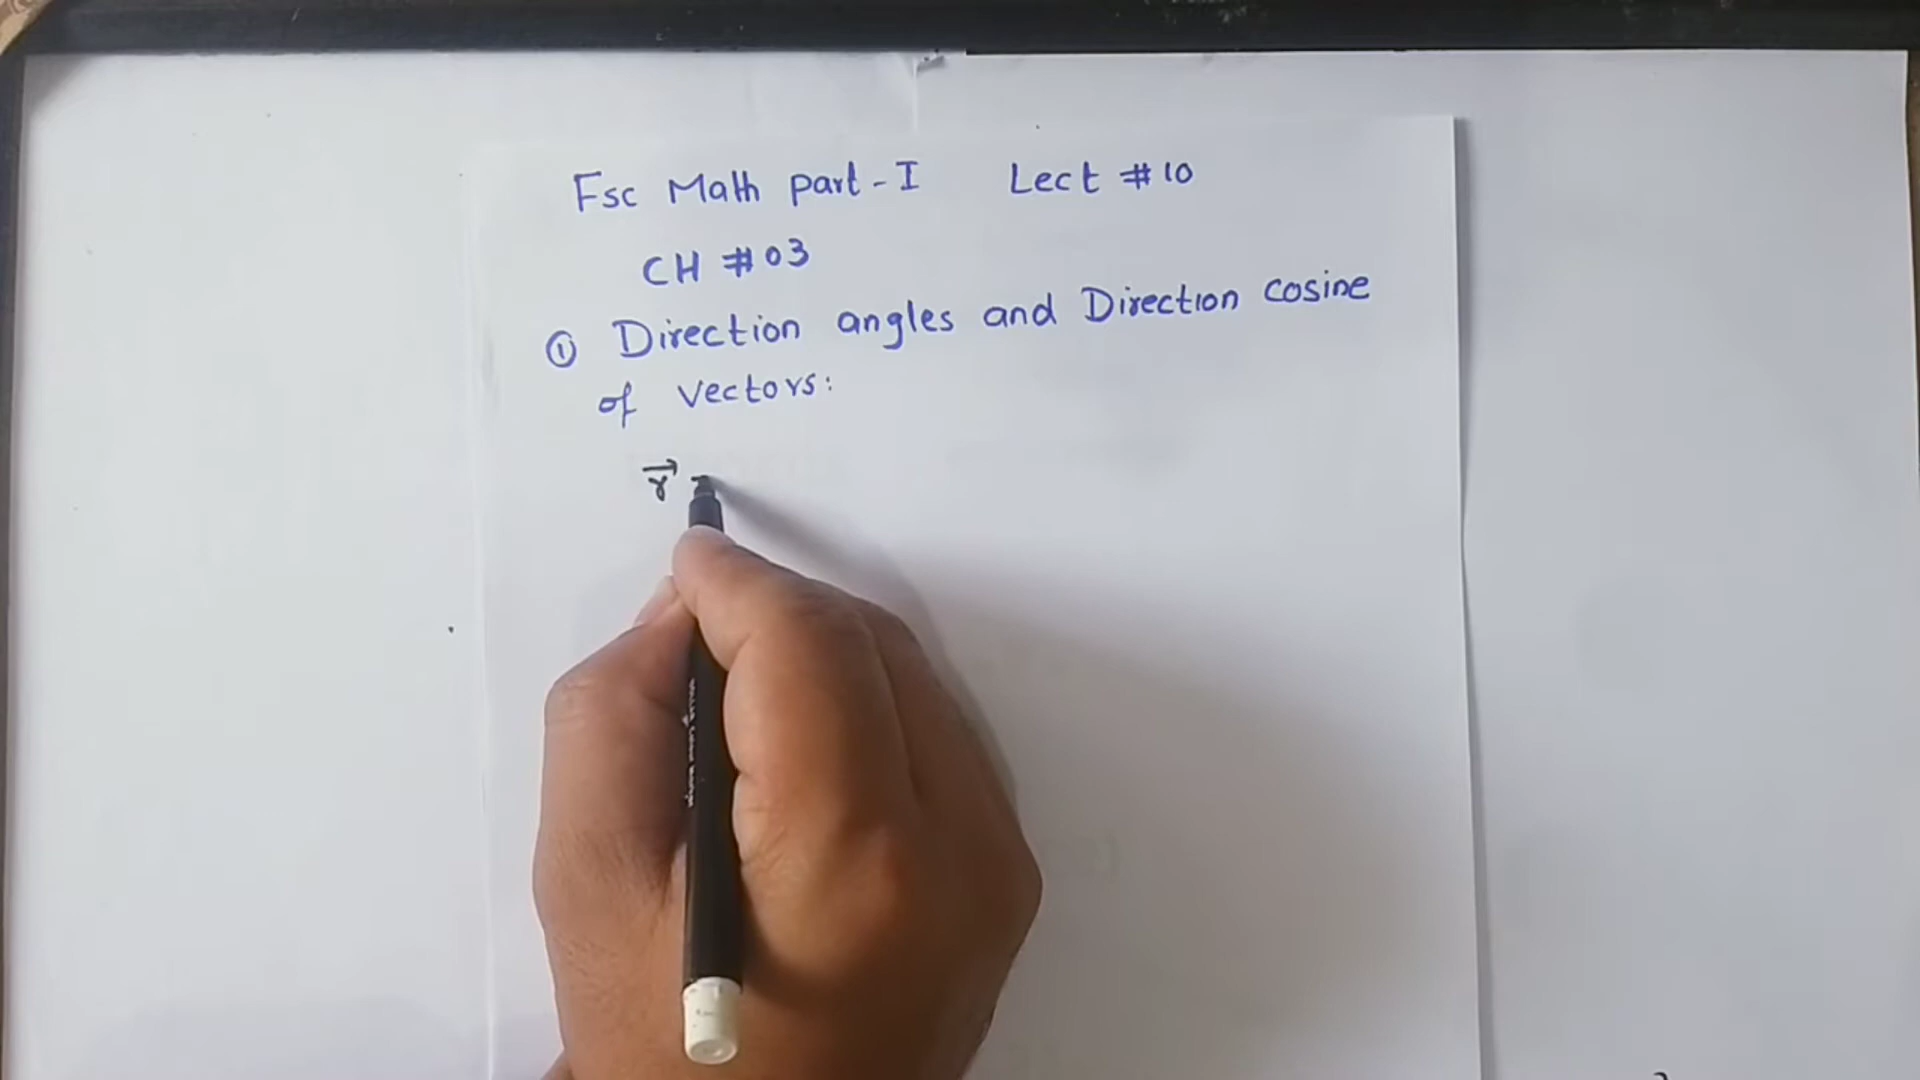 Fsc Math part-I Lect #10
CH #03
① Direction angles and Direction cosine
of vectors:
r⃗ =